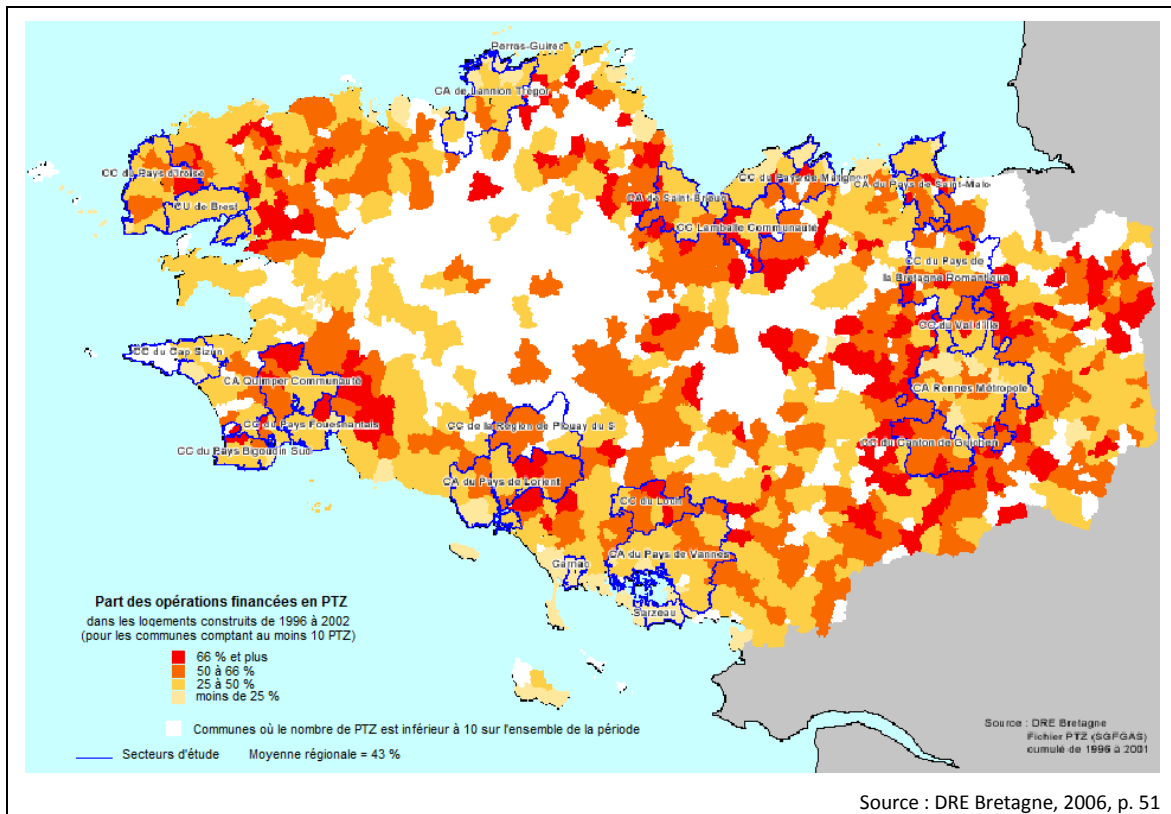 Perros-Guirec
CA de Lannion Trégor
CC du Pays d'Iroise
CU de Brest
CC du Pays de Matignon
CA du Pays de Saint-Malo
CA de Saint-Brieuc
CC Lamballe Communauté
CC du Pays de
la Bretagne Romantique
CC du Val d'Ille
CC du Cap Sizun
CA Quimper Communauté
CA Rennes Métropole
CC du Pays Fouesnantais
CC de la Région de Plouay du S
CC du Canton de Guichen
CC du Pays Bigoudin Sud
CA du Pays de Lorient
CC du Loch
CA du Pays de Vannes
Carnac
Sarzeau
Part des opérations financées en PTZ
dans les logements construits de 1996 à 2002
(pour les communes comptant au moins 10 PTZ)
66 % et plus
50 à 66 %
25 à 50 %
moins de 25 %
Communes où le nombre de PTZ est inférieur à 10 sur l'ensemble de la période
Secteurs d'étude Moyenne régionale = 43 %
Source : DRE Bretagne
Fichier PTZ (SGFGAS)
cumulé de 1996 à 2001
Source : DRE Bretagne, 2006, p. 51